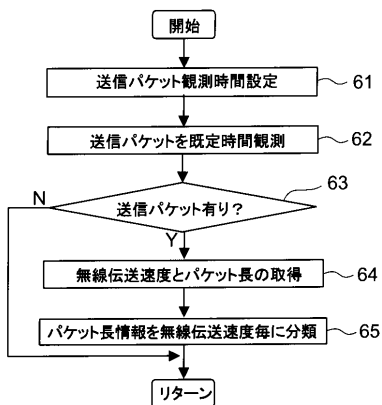 開始
送信パケット観測時間設定
61
送信パケットを既定時間観測
62
63
N
送信パケット有り?
Y
無線伝送速度とパケット長の取得
64
パケット長情報を無線伝送速度毎に分類
65
リターン